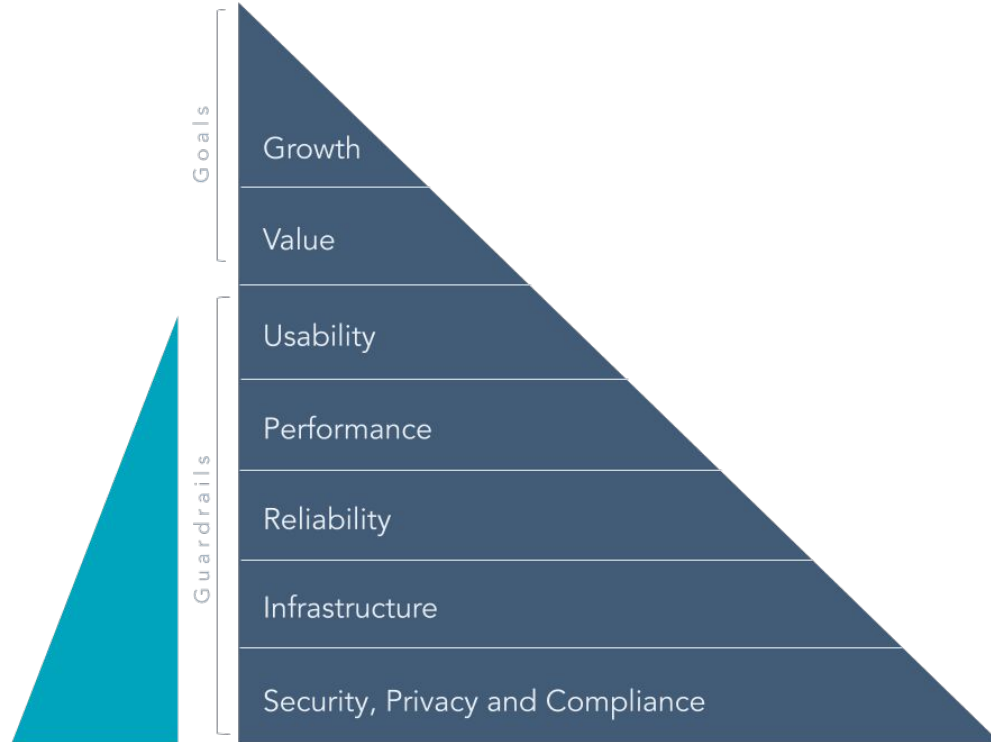 Goals
Growth
Value
Guardrails
Usability
Performance
Reliability
Infrastructure
Security, Privacy and Compliance